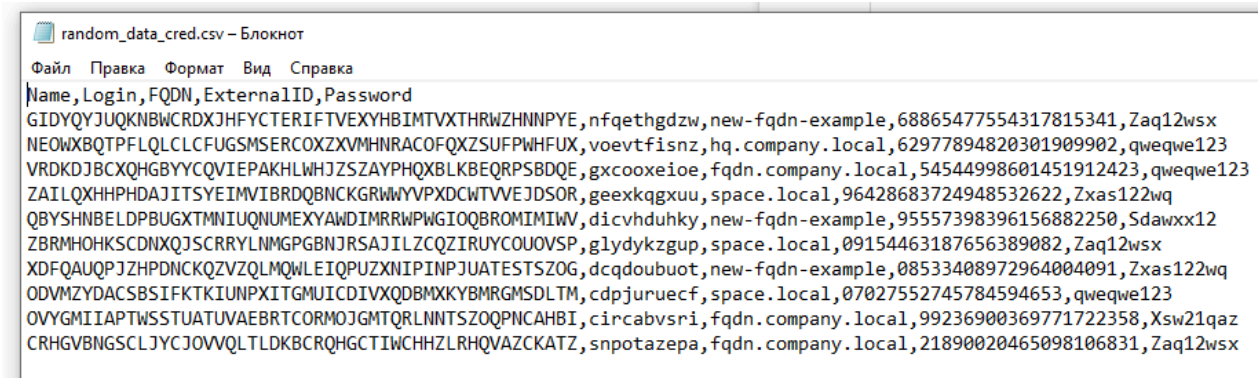 random_data_cred.csv – Блокнот
Файл Правка Формат Вид Справка
Name,Login,FQDN,ExternalID,Password
GIDYQYJUQKNBWCRDXJHFYCTERIFTVEXYHBIMTVXTHRWZHNNPYE,nfqethgdzw,new-fqdn-example,68865477554317815341,Zaq12wsx
NEOWXBQTPFLQLCLCFUGSMSERCOXZXVMHNRACOFQXZSUFPWHFUX,voevtfisnz,hq.company.local,62977894820301909902,qweqwe123
VRDKDJBCXQHGBYYCQVIEPAKHLWHJZSZAYPHQXBLKBEQRPSBDQE,gxcooxeioe,fqdn.company.local,54544998601451912423,qweqwe123
ZAILQXHHPHDAJITSYEIMVIBRDQBNCKGRWWYVPXDCWTVVEJDSOR,geexkqgxuu,space.local,96428683724948532622,Zxas122wq
QBYSHNBELDPBUGXTMNIUQNUMEXYAWDIMRRWPWGIOQBROMIMIWV,dicvhduhky,new-fqdn-example,95557398396156882250,Sdawxx12
ZBRMHOHKSCDNXQJSCRRYLNMGPGBNJRSAJILZCQZIRUYCOUOVSP,glydykzgup,space.local,09154463187656389082,Zaq12wsx
XDFQAUQPJZHPDNCKQZVZQLMQWLEIQPUZXNIPINPJUATESTSZOG,dcqdoubuot,new-fqdn-example,08533408972964004091,Zxas122wq
ODVMZYDACSBSIFKTKIUNPXITGMUICDIVXQDBMXKYBMRGMSDLTM,cdpjuruecf,space.local,07027552745784594653,qweqwe123
OVYGMIIAPTWSSTUATUVAEBRTCORMOJGMTQRLNNTSZOQPNCAHBI,circabvsri,fqdn.company.local,99236900369771722358,Xsw21qaz
CRHGVBNGSCLJYCJOVVQLTLDKBCRQHGCTIWCHHZLRHQVAZCKATZ,snpotazepa,fqdn.company.local,21890020465098106831,Zaq12wsx